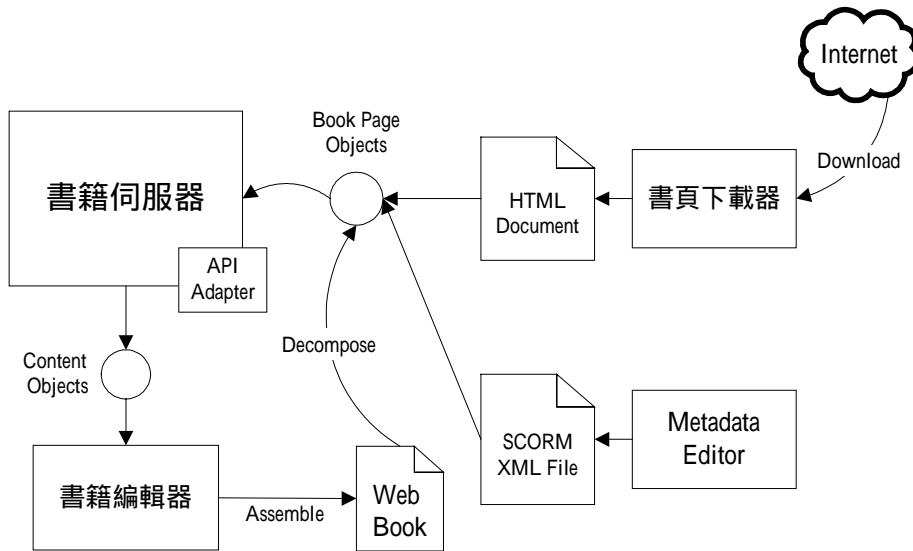 Internet
Book Page
Objects
Download
書籍伺服器
HTML
Document
書頁下載器
API
Adapter
Content
Objects
Decompose
SCORM
XML File
Metadata
Editor
書籍編輯器
Assemble
Web
Book